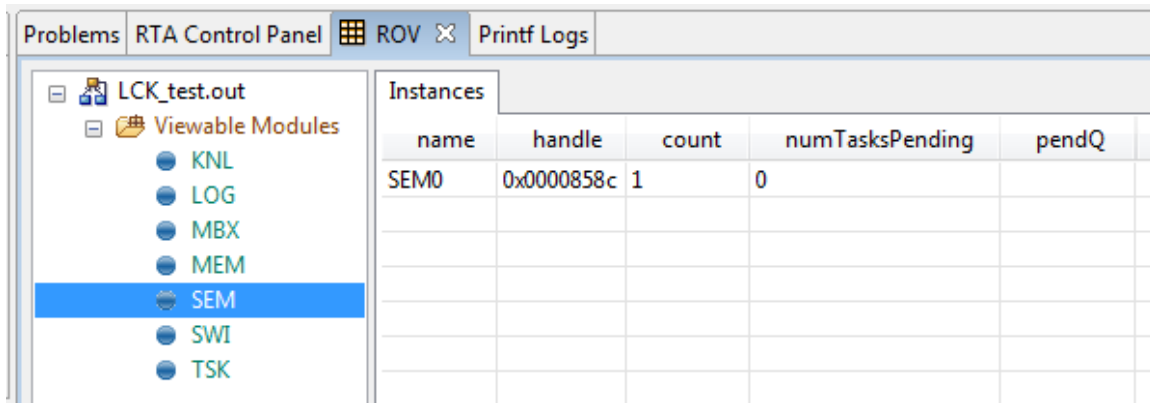 Problems RTA Control Panel ROV Printf Logs
LCK_test.out
Viewable Modules
KNL
LOG
MBX
MEM
SEM
SWI
TSK
Instances
name handle count numTasksPending pendQ
SEM0 0x0000858c 1 0